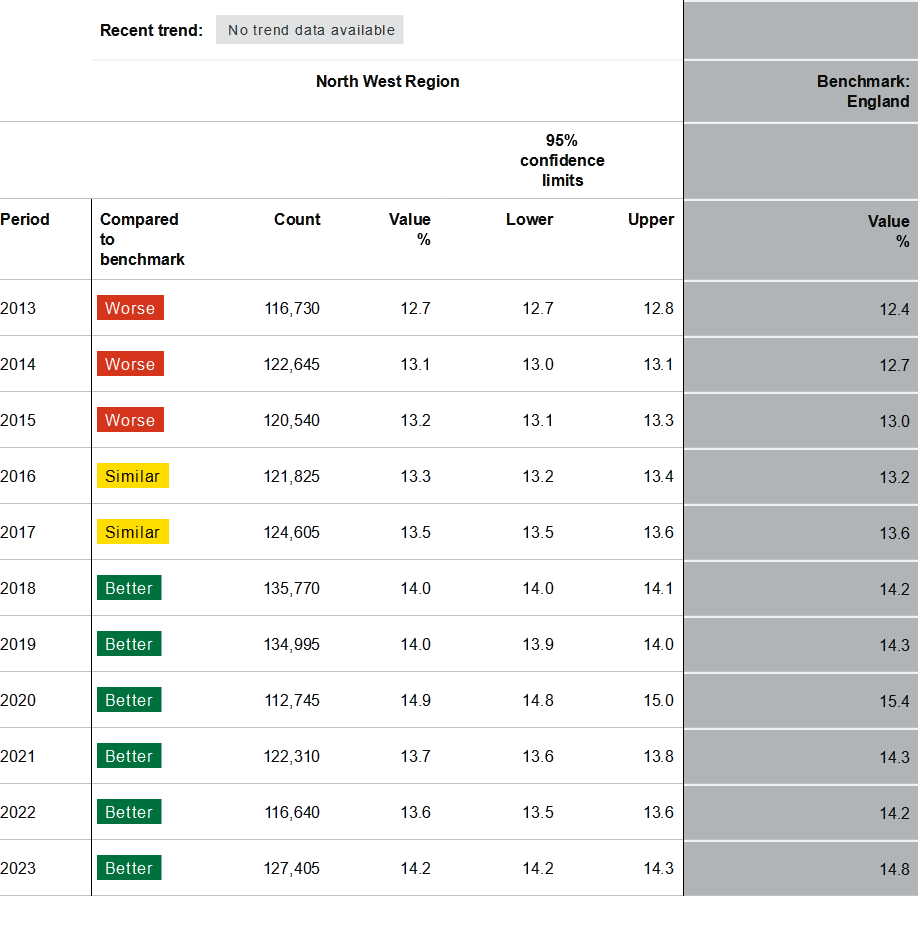 Recent trend: No trend data available
North West Region
Benchmark:
England
95%
confidence
limits
Period Compared to benchmark Count Value % Lower Upper Value %
2013 Worse 116,730 12.7 12.7 12.8 12.4
2014 Worse 122,645 13.1 13.0 13.1 12.7
2015 Worse 120,540 13.2 13.1 13.3 13.0
2016 Similar 121,825 13.3 13.2 13.4 13.2
2017 Similar 124,605 13.5 13.5 13.6 13.6
2018 Better 135,770 14.0 14.0 14.1 14.2
2019 Better 134,995 14.0 13.9 14.0 14.3
2020 Better 112,745 14.9 14.8 15.0 15.4
2021 Better 122,310 13.7 13.6 13.8 14.3
2022 Better 116,640 13.6 13.5 13.6 14.2
2023 Better 127,405 14.2 14.2 14.3 14.8